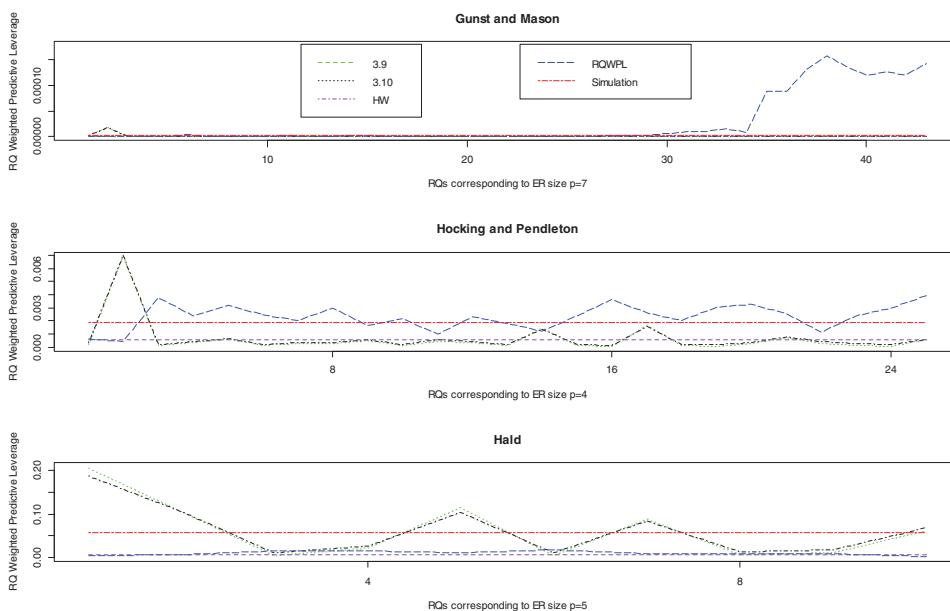 Gunst and Mason
RQ Weighted Predictive Leverage
0.00000
0.00010
3.9
3.10
HW
RQWPL
Simulation
10
20
30
40
RQs corresponding to ER size p=7
Hocking and Pendleton
RQ Weighted Predictive Leverage
0.000
0.003
0.006
8
16
24
RQs corresponding to ER size p=4
Hald
RQ Weighted Predictive Leverage
0.00
0.10
0.20
4
8
RQs corresponding to ER size p=5